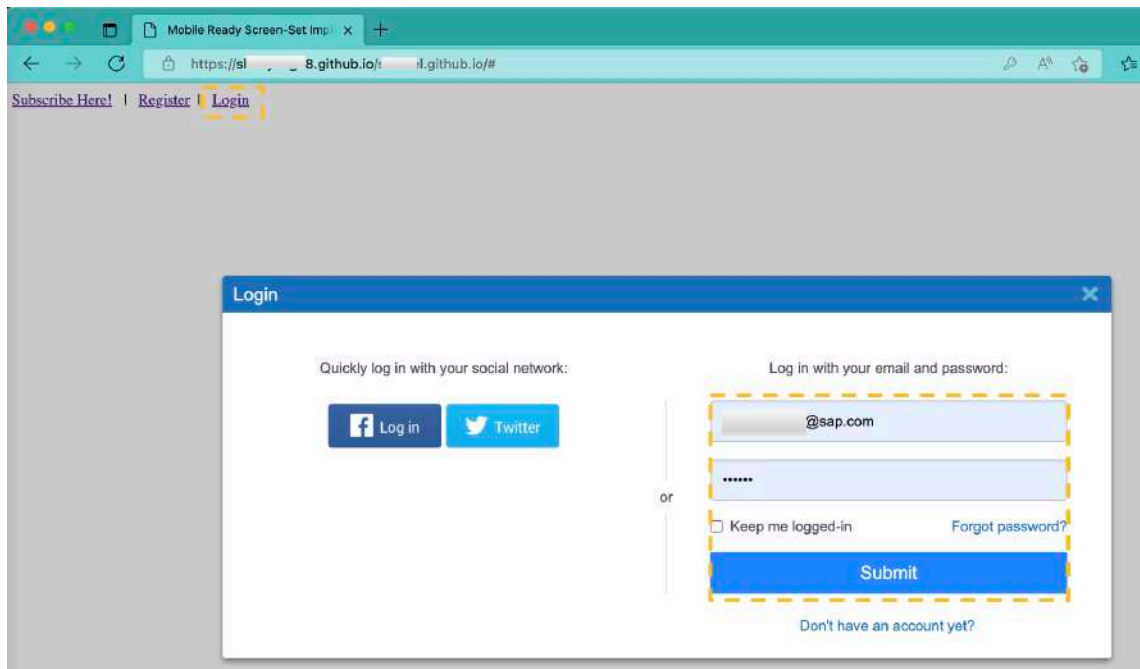 Mobile Ready Screen-Set Imp
https://sl 8.github.io/ l.github.io/#
Subscribe Here! | Register | Login
Login
Quickly log in with your social network:
Log in with your email and password:
Log in
Twitter
@sap.com
••••••
or
Keep me logged-in
Forgot password?
Submit
Don't have an account yet?